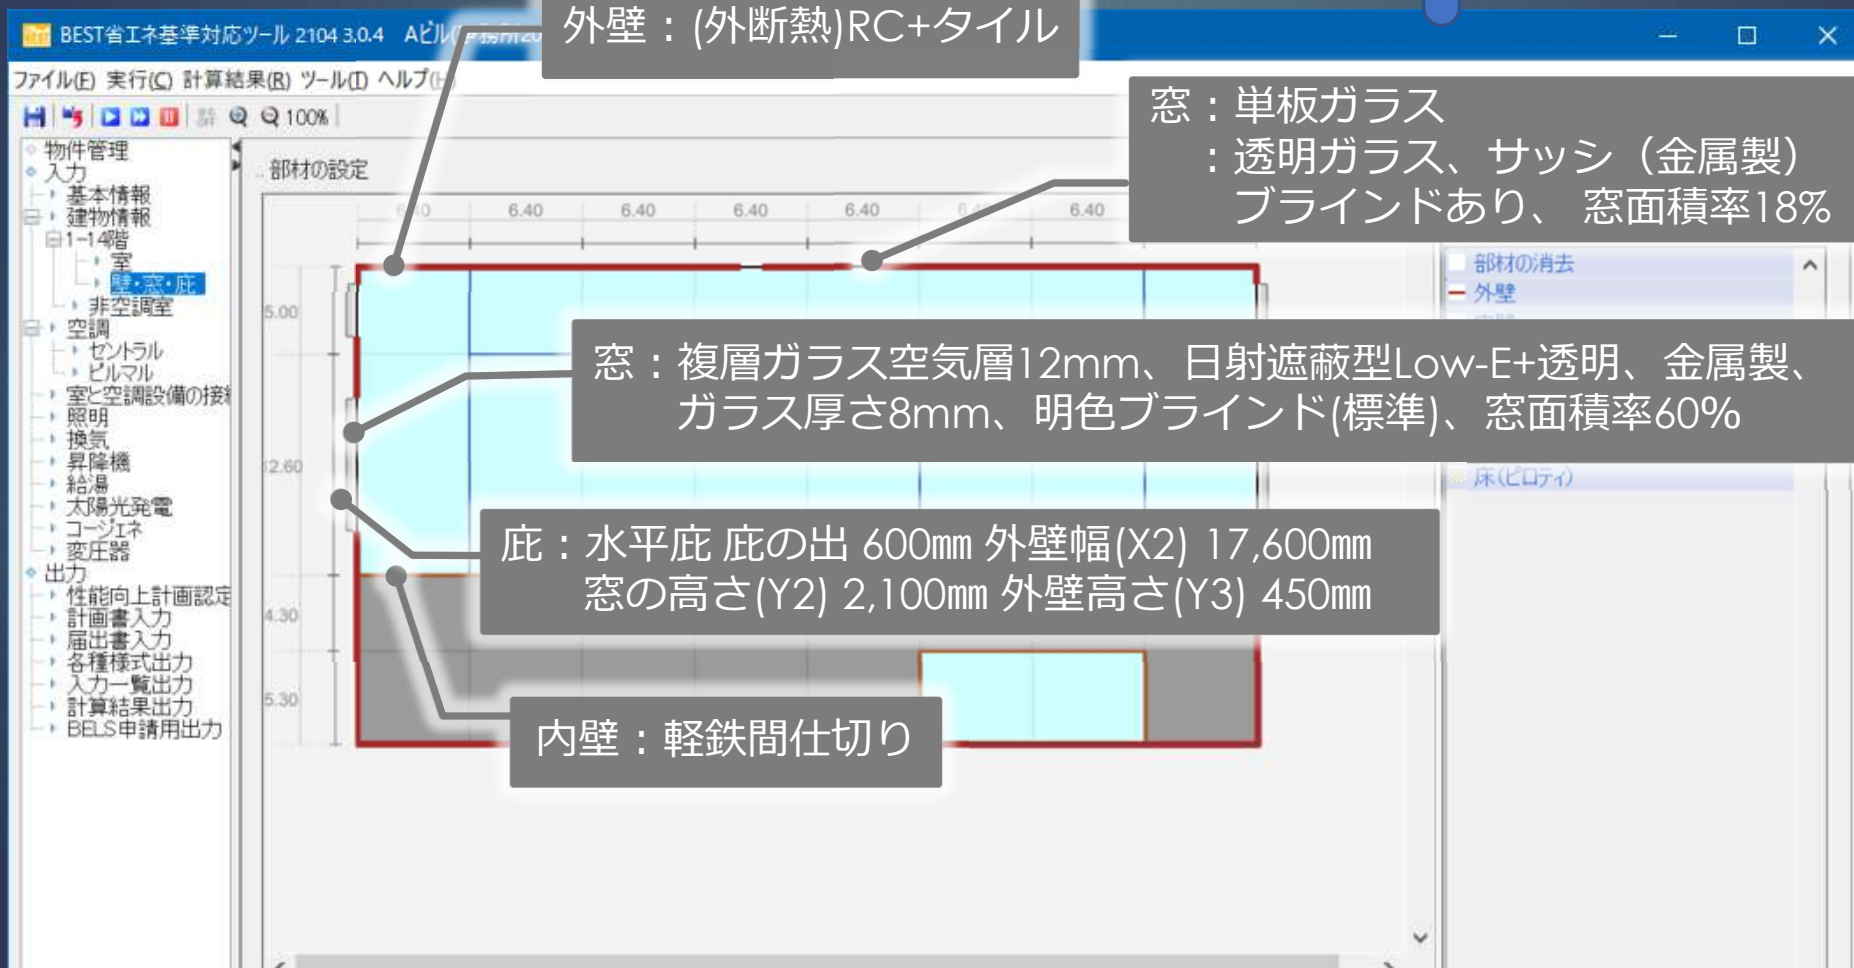 外壁：(外断熱)RC+タイル
BEST省エネ基準対応ツール 2104 3.0.4 Aビル(事務所20
ファイル(F) 実行(C) 計算結果(R) ツール(T) ヘルプ(H)
100%
窓：単板ガラス
：透明ガラス、サッシ（金属製）
ブラインドあり、 窓面積率18%
物件管理
入力
基本情報
建物情報
1-14階
室
壁・窓・庇
非空調室
空調
セントラル
ビルマル
室と空調設備の接続
照明
換気
昇降機
給湯
太陽光発電
コージェネ
変圧器
出力
性能向上計画認定
計画書入力
届出書入力
各種様式出力
入力一覧出力
計算結果出力
BELS申請用出力
部材の設定
6.40 6.40 6.40 6.40 6.40 6.40 6.40
部材の消去
外壁
5.00
窓：複層ガラス空気層12mm、日射遮蔽型Low-E+透明、金属製、
ガラス厚さ8mm、明色ブラインド(標準)、窓面積率60%
12.60
床(ピロティ)
庇：水平庇 庇の出 600㎜ 外壁幅(X2) 17,600㎜
窓の高さ(Y2) 2,100㎜ 外壁高さ(Y3) 450㎜
4.30
5.30
内壁：軽鉄間仕切り